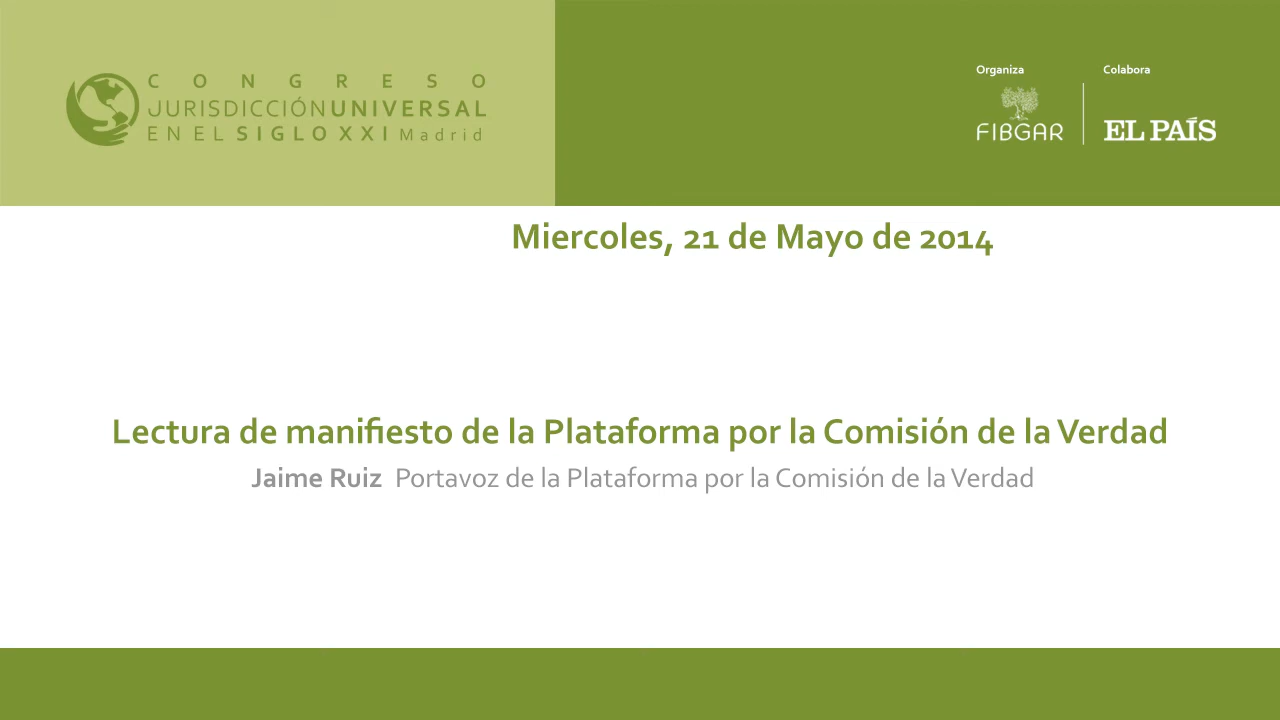 CONGRESO
JURISDICCIÓN UNIVERSAL
EN EL SIGLO XXI Madrid
Organiza
FIBGAR
Colabora
EL PAÍS
Miercoles, 21 de Mayo de 2014
Lectura de manifiesto de la Plataforma por la Comisión de la Verdad
Jaime Ruiz Portavoz de la Plataforma por la Comisión de la Verdad